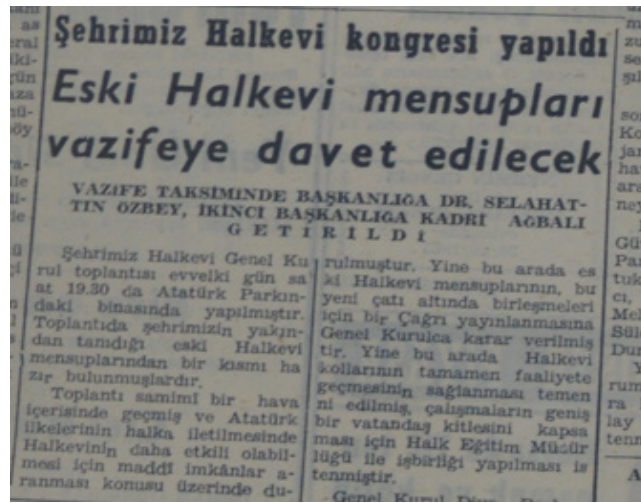 Şehrimiz Halkevi kongresi yapıldı
Eski Halkevi mensupları
vazifeye davet edilecek
VAZİFE TAKSİMİNDE BAŞKANLIĞA DR. SELAHAT-
TİN ÖZBEY, İKİNCİ BAŞKANLIĞA KADRİ AĞBALI
GETİRİLDİ
Şehrimiz Halkevi Genel Ku
rul toplantısı evvelki gün sa
at 19.30 da Atatürk Parkın-
daki binasında yapılmıştır.
Toplantıda şehrimizin yakın-
dan tanıdığı eski Halkevi
mensuplarından bir kısmı ha
zır bulunmuşlardır.
Toplantı samimî bir hava
içerisinde geçmiş ve Atatürk
ilkelerinin halka iletilmesinde
Halkevinin daha etkili olabil-
mesi için maddî imkânlar a-
ranması konusu üzerinde du-
rulmuştur. Yine bu arada es
ki Halkevi mensuplarının, bu
yeni çatı altında birleşmeleri
için bir Çağrı yayınlanmasına
Genel Kurulca karar verilmiş
tir. Yine bu arada Halkevi
kollarının tamamen faaliyete
geçmesinin sağlanması temen
ni edilmiş, çalışmaların geniş
bir vatandaş kitlesini kapsa
ması için Halk Eğitim Müdür
lüğü ile işbirliği yapılması is
tenmiştir.
Genel Kurul